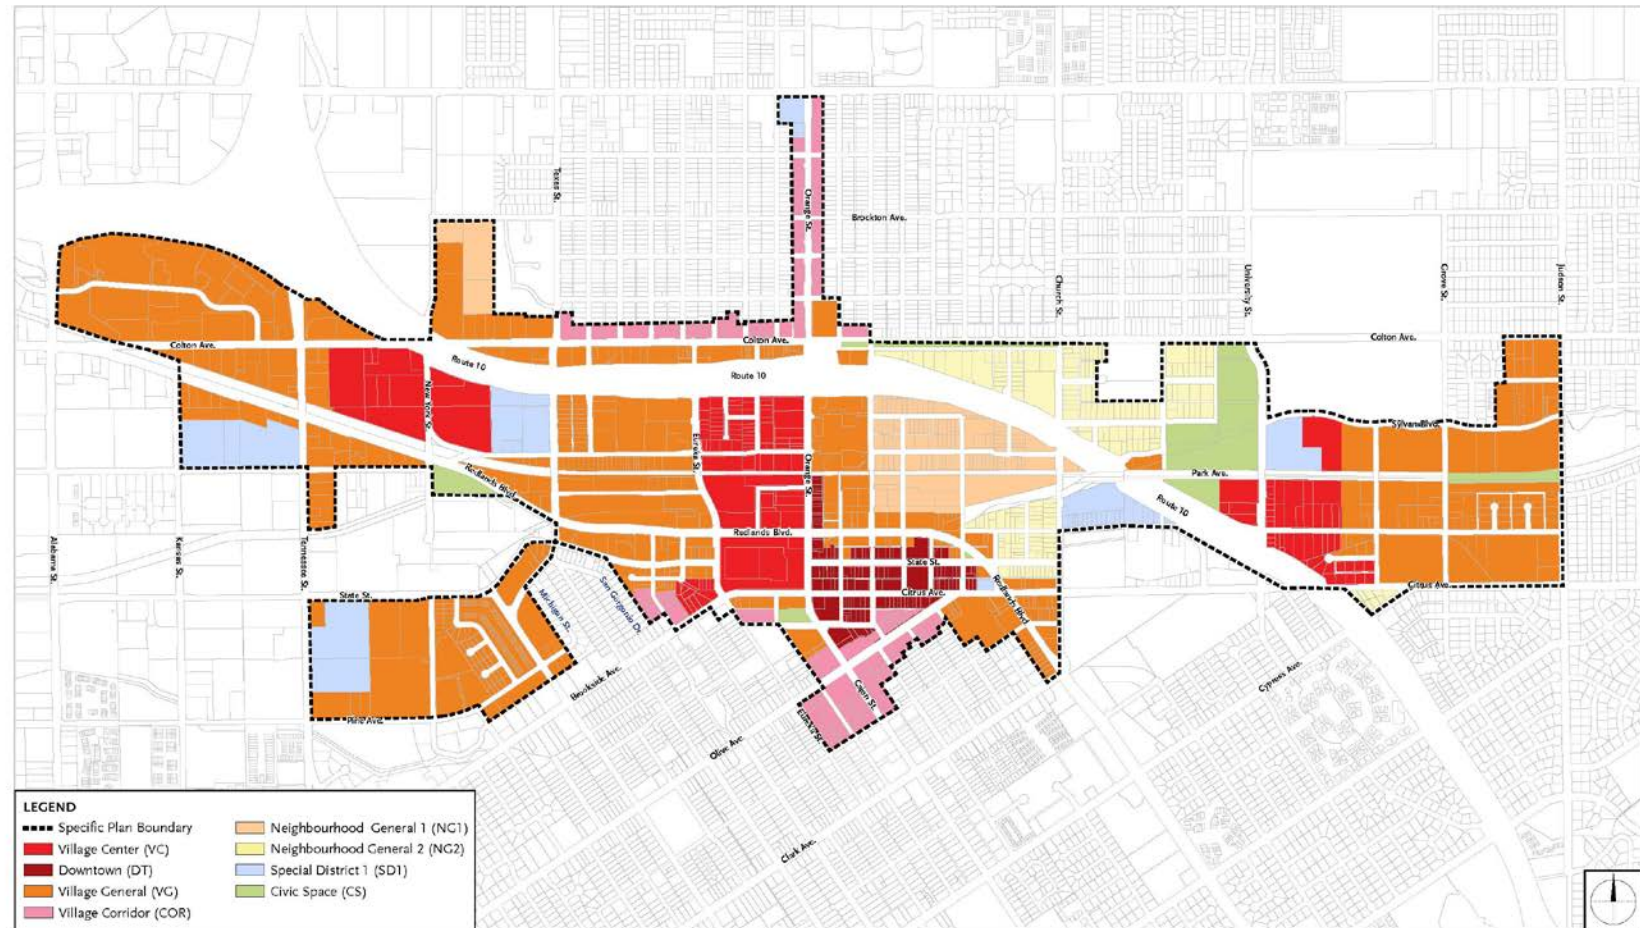 Texas St.
Orange St.
Brockton Ave.
Church St.
University St.
Grove St.
Judson St.
Colton Ave.
Colton Ave.
Colton Ave.
Route 10
Route 10
New York St.
Eureka St.
Orange St.
Sylvan Blvd.
Park Ave.
Redlands Blvd.
Route 10
Redlands Blvd.
Alabama St.
Kansas St.
Tennessee St.
State St.
State St.
Citrus Ave.
Citrus Ave.
Redlands Blvd.
Michigan St.
San Gorgonio Dr.
Brookside Ave.
Cypress Ave.
Cajon St.
Eureka St.
Pine Ave.
Olive Ave.
Clark Ave.
LEGEND
Specific Plan Boundary
Village Center (VC)
Downtown (DT)
Village General (VG)
Village Corridor (COR)
Neighbourhood General 1 (NG1)
Neighbourhood General 2 (NG2)
Special District 1 (SD1)
Civic Space (CS)